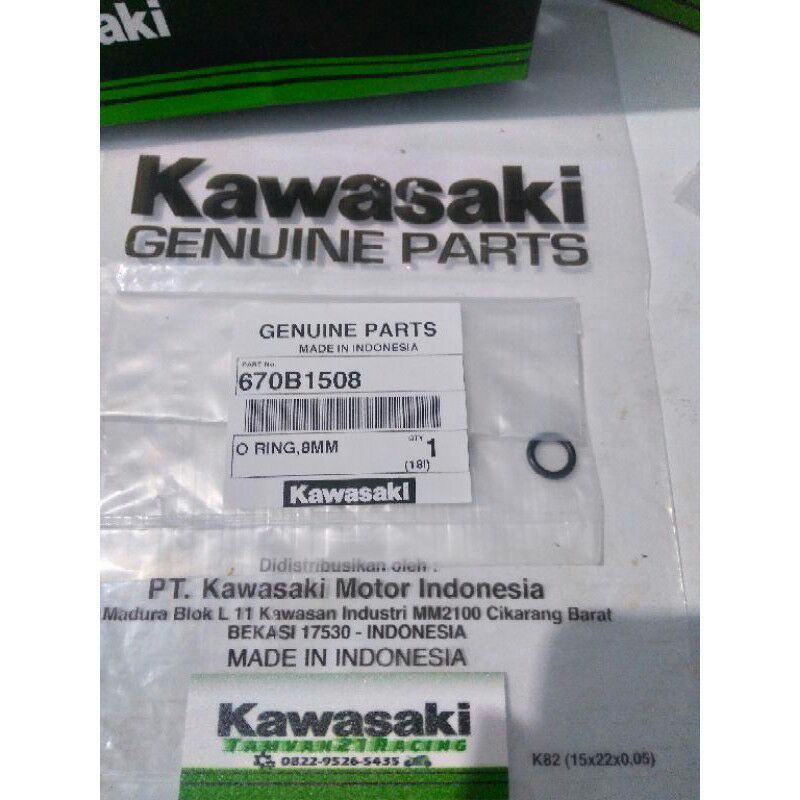 aki
Kawasaki
GENUINE PARTS
GENUINE PARTS
MADE IN INDONESIA
PART No.
670B1508
O RING,8MM
QTY
1
(18I)
Kawasaki
Didistribusikan oleh :
PT. Kawasaki Motor Indonesia
Madura Blok L 11 Kawasan Industri MM2100 Cikarang Barat
BEKASI 17530 - INDONESIA
MADE IN INDONESIA
Kawasaki
TAMVAN21RACING
0822-9526-5435
K82 (15x22x0,05)